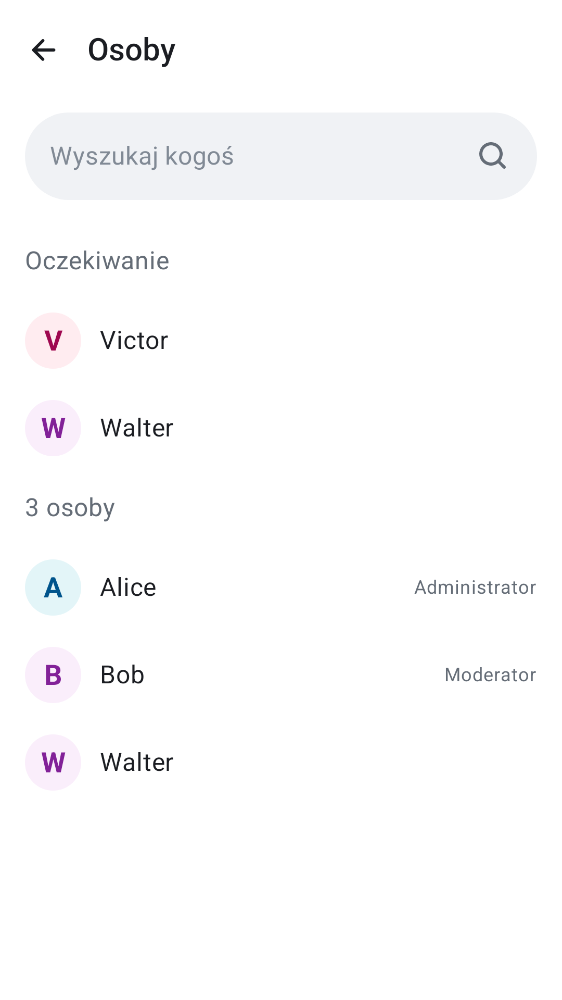 Osoby
Wyszukaj kogoś
Oczekiwanie
V Victor
W Walter
3 osoby
A Alice Administrator
B Bob Moderator
W Walter